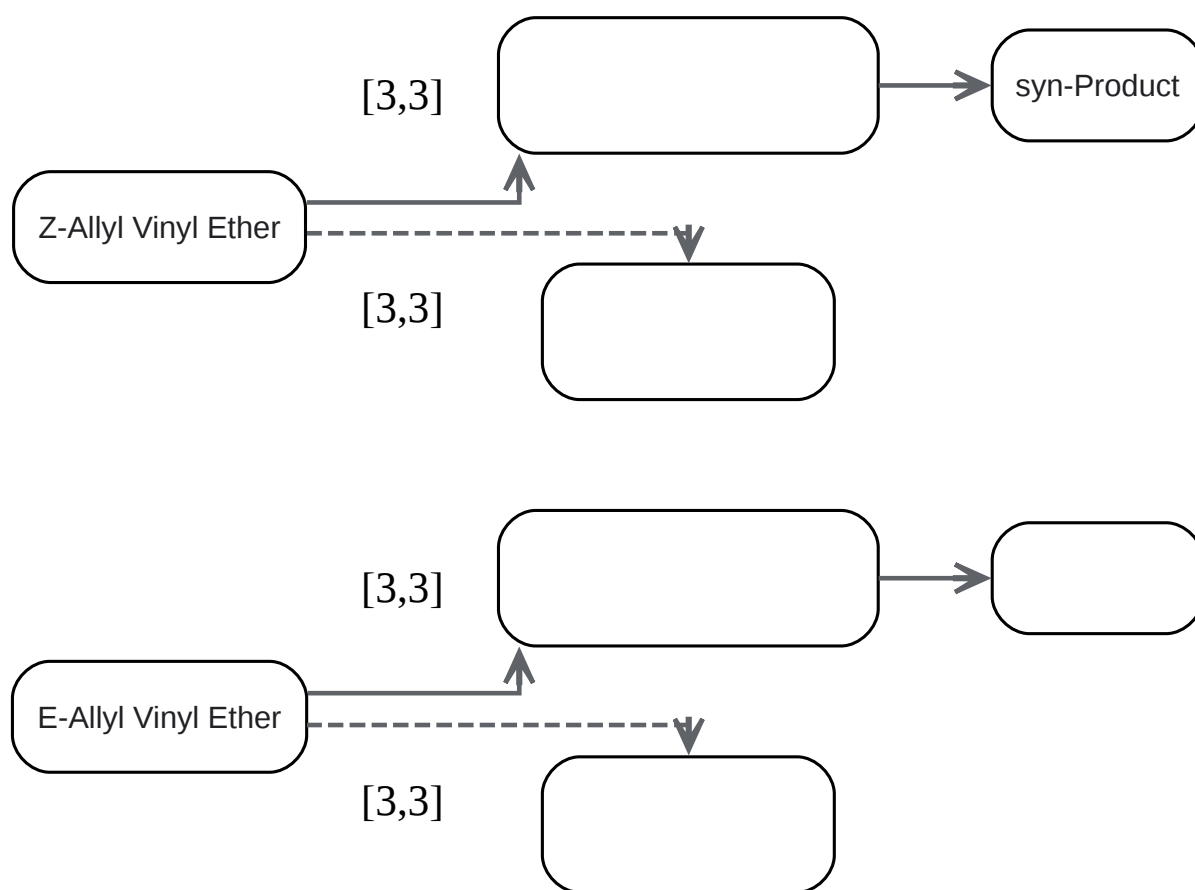 [3,3]
syn-Product
Z-Allyl Vinyl Ether
[3,3]
[3,3]
E-Allyl Vinyl Ether
[3,3]